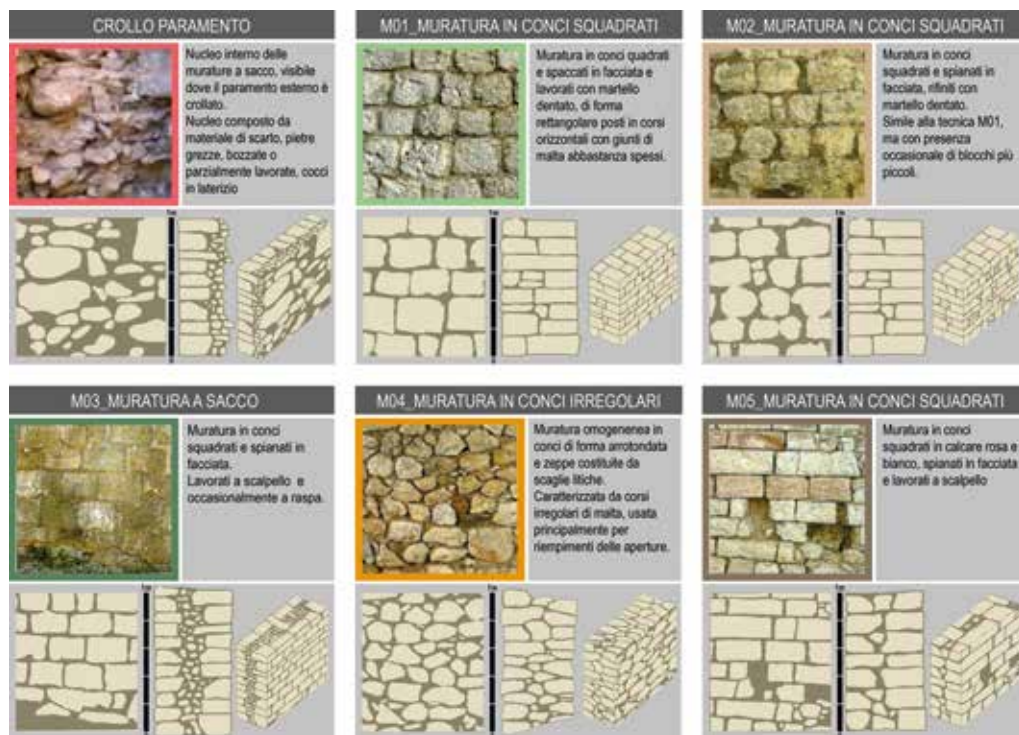 CROLLO PARAMENTO
Nucleo interno delle
murature a sacco, visibile
dove il paramento esterno è
crollato.
Nucleo composto da
materiale di scarto, pietre
grezze, bozzate o
parzialmente lavorate, cocci
in laterizio
M01_MURATURA IN CONCI SQUADRATI
Muratura in conci quadrati
e spaccati in facciata e
lavorati con martello
dentato, di forma
rettangolare posti in corsi
orizzontali con giunti di
malta abbastanza spessi.
M02_MURATURA IN CONCI SQUADRATI
Muratura in conci
squadrati e spianati in
facciata, rifiniti con
martello dentato.
Simile alla tecnica M01,
ma con presenza
occasionale di blocchi più
piccoli.
M03_MURATURA A SACCO
Muratura in conci
squadrati e spianati in
facciata.
Lavorati a scalpello e
occasionalmente a raspa.
M04_MURATURA IN CONCI IRREGOLARI
Muratura omogenenea in
conci di forma arrotondata
e zeppe costituite da
scaglie litiche.
Caratterizzata da corsi
irregolari di malta, usata
principalmente per
riempimenti delle aperture.
M05_MURATURA IN CONCI SQUADRATI
Muratura in conci
squadrati in calcare rosa e
bianco, spianati in facciata
e lavorati a scalpello